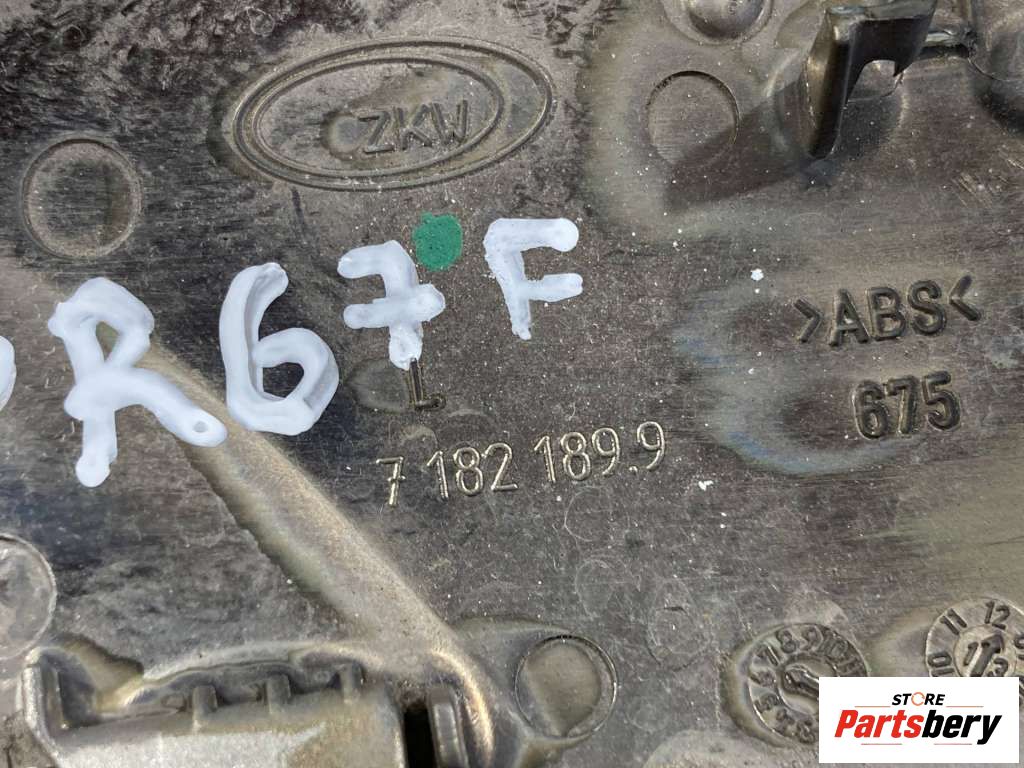 ZKW
R67F
L
7 182 189.9
>ABS<
675
STORE
Partsbery